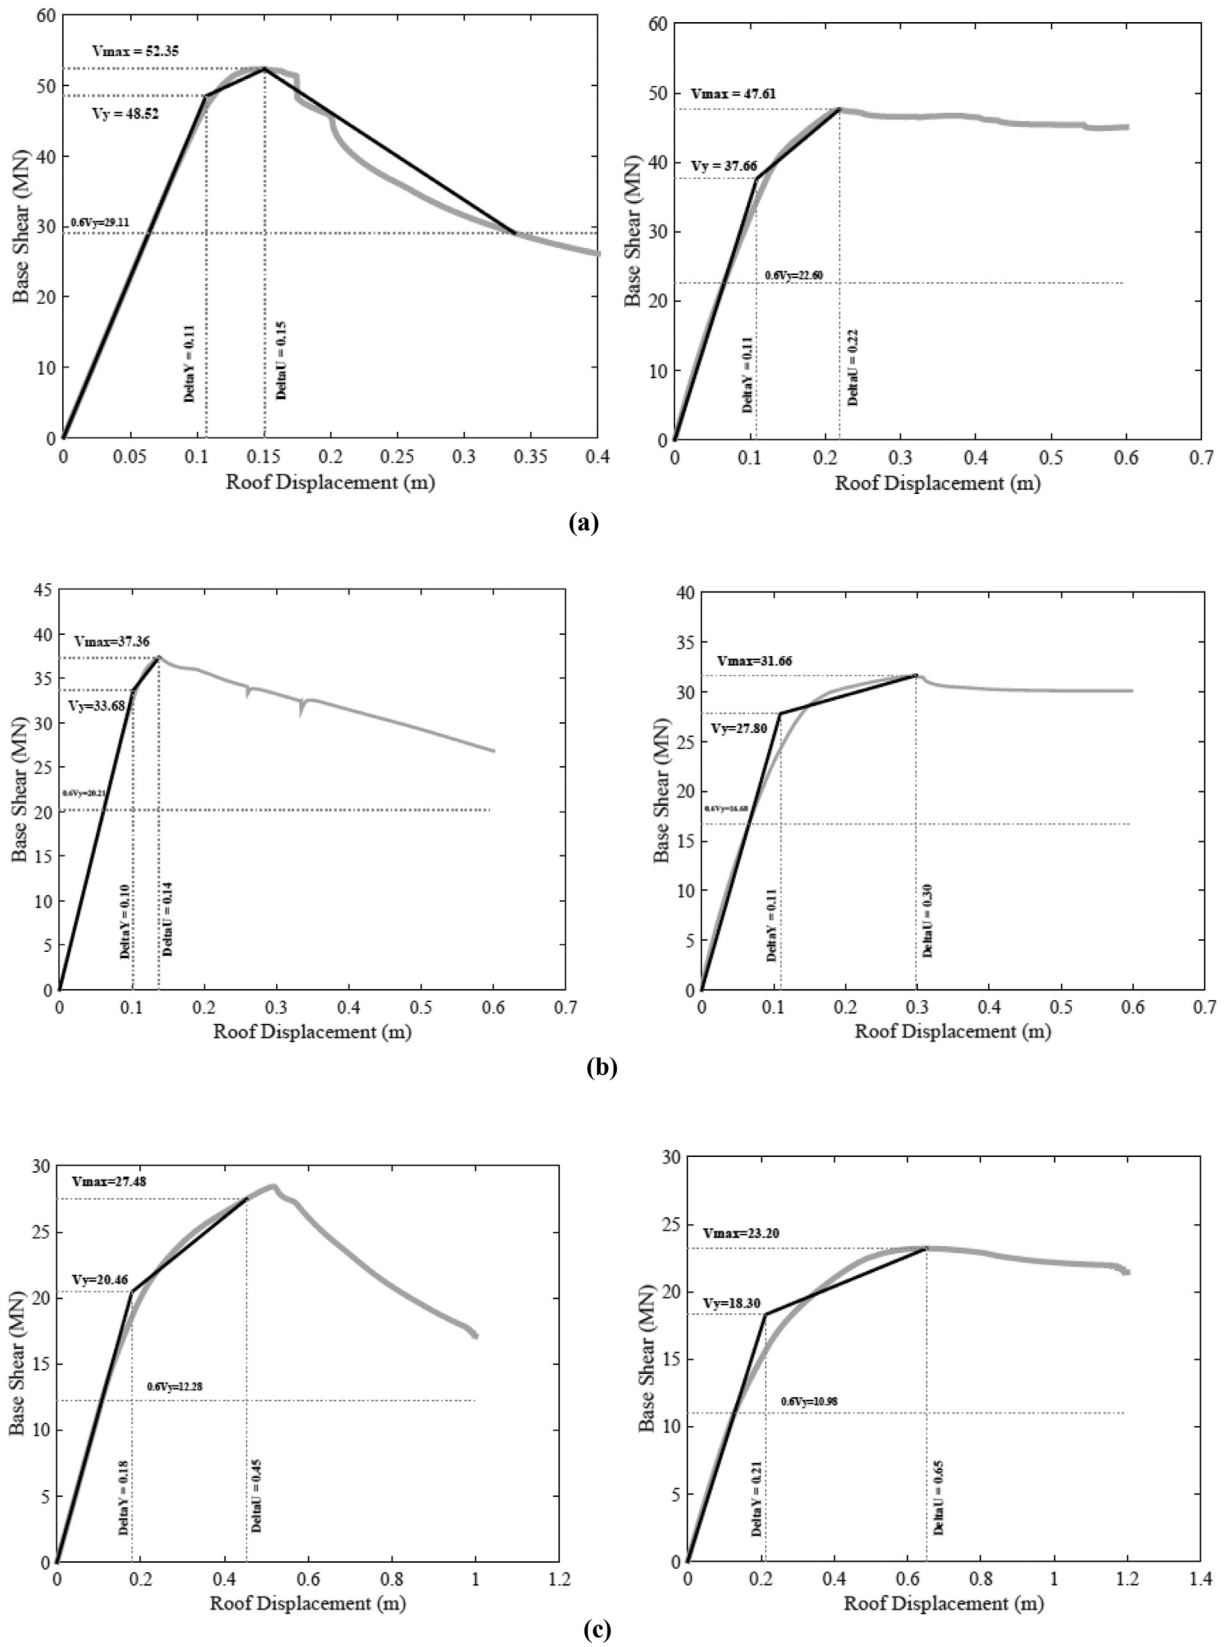 60
50
40
30
20
10
0
Base Shear (MN)
Vmax = 52.35
Vy = 48.52
0.6Vy=29.11
DeltaY = 0.11
DeltaU = 0.15
0 0.05 0.1 0.15 0.2 0.25 0.3 0.35 0.4
Roof Displacement (m)
60
50
40
30
20
10
0
Base Shear (MN)
Vmax = 47.61
Vy = 37.66
0.6Vy=22.60
DeltaY = 0.11
DeltaU = 0.22
0 0.1 0.2 0.3 0.4 0.5 0.6 0.7
Roof Displacement (m)
(a)
45
40
35
30
25
20
15
10
5
0
Base Shear (MN)
Vmax=37.36
Vy=33.68
0.6Vy=20.21
DeltaY = 0.10
DeltaU = 0.14
0 0.1 0.2 0.3 0.4 0.5 0.6 0.7
Roof Displacement (m)
40
35
30
25
20
15
10
5
0
Base Shear (MN)
Vmax=31.66
Vy=27.80
0.6Vy=16.68
DeltaY = 0.11
DeltaU = 0.30
0 0.1 0.2 0.3 0.4 0.5 0.6 0.7
Roof Displacement (m)
(b)
30
25
20
15
10
5
0
Base Shear (MN)
Vmax=27.48
Vy=20.46
0.6Vy=12.28
DeltaY = 0.18
DeltaU = 0.45
0 0.2 0.4 0.6 0.8 1 1.2
Roof Displacement (m)
30
25
20
15
10
5
0
Base Shear (MN)
Vmax=23.20
Vy=18.30
0.6Vy=10.98
DeltaY = 0.21
DeltaU = 0.65
0 0.2 0.4 0.6 0.8 1 1.2 1.4
Roof Displacement (m)
(c)